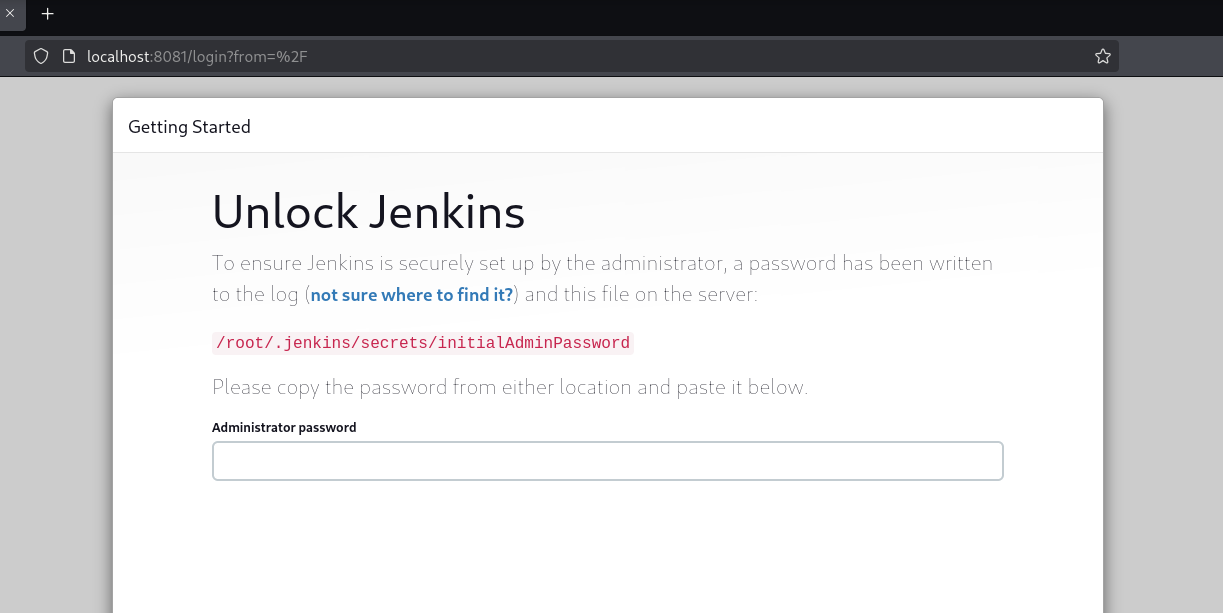 localhost:8081/login?from=%2F
Getting Started
Unlock Jenkins
To ensure Jenkins is securely set up by the administrator, a password has been written
to the log (not sure where to find it?) and this file on the server:
/root/.jenkins/secrets/initialAdminPassword
Please copy the password from either location and paste it below.
Administrator password